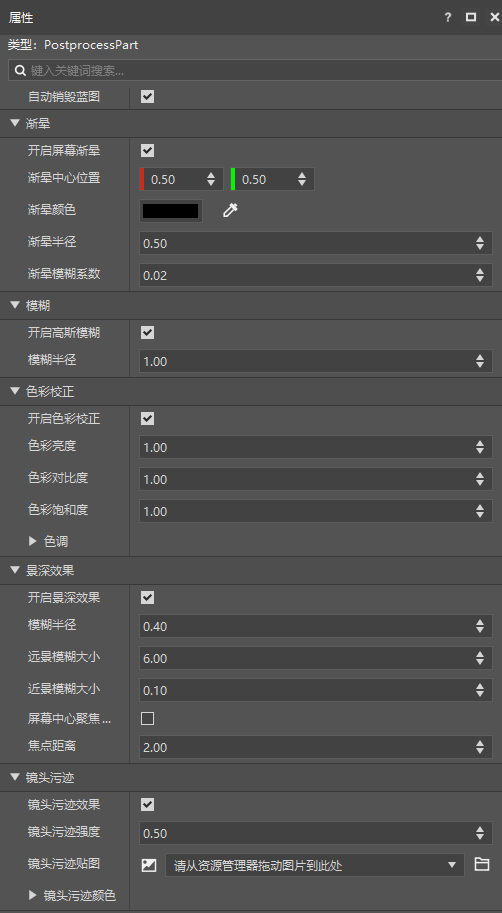 属性
类型：PostprocessPart
键入关键词搜索...
自动销毁蓝图
渐晕
开启屏幕渐晕
渐晕中心位置 0.50 0.50
渐晕颜色
渐晕半径 0.50
渐晕模糊系数 0.02
模糊
开启高斯模糊
模糊半径 1.00
色彩校正
开启色彩校正
色彩亮度 1.00
色彩对比度 1.00
色彩饱和度 1.00
色调
景深效果
开启景深效果
模糊半径 0.40
远景模糊大小 6.00
近景模糊大小 0.10
屏幕中心聚焦...
焦点距离 2.00
镜头污迹
镜头污迹效果
镜头污迹强度 0.50
镜头污迹贴图 请从资源管理器拖动图片到此处
镜头污迹颜色